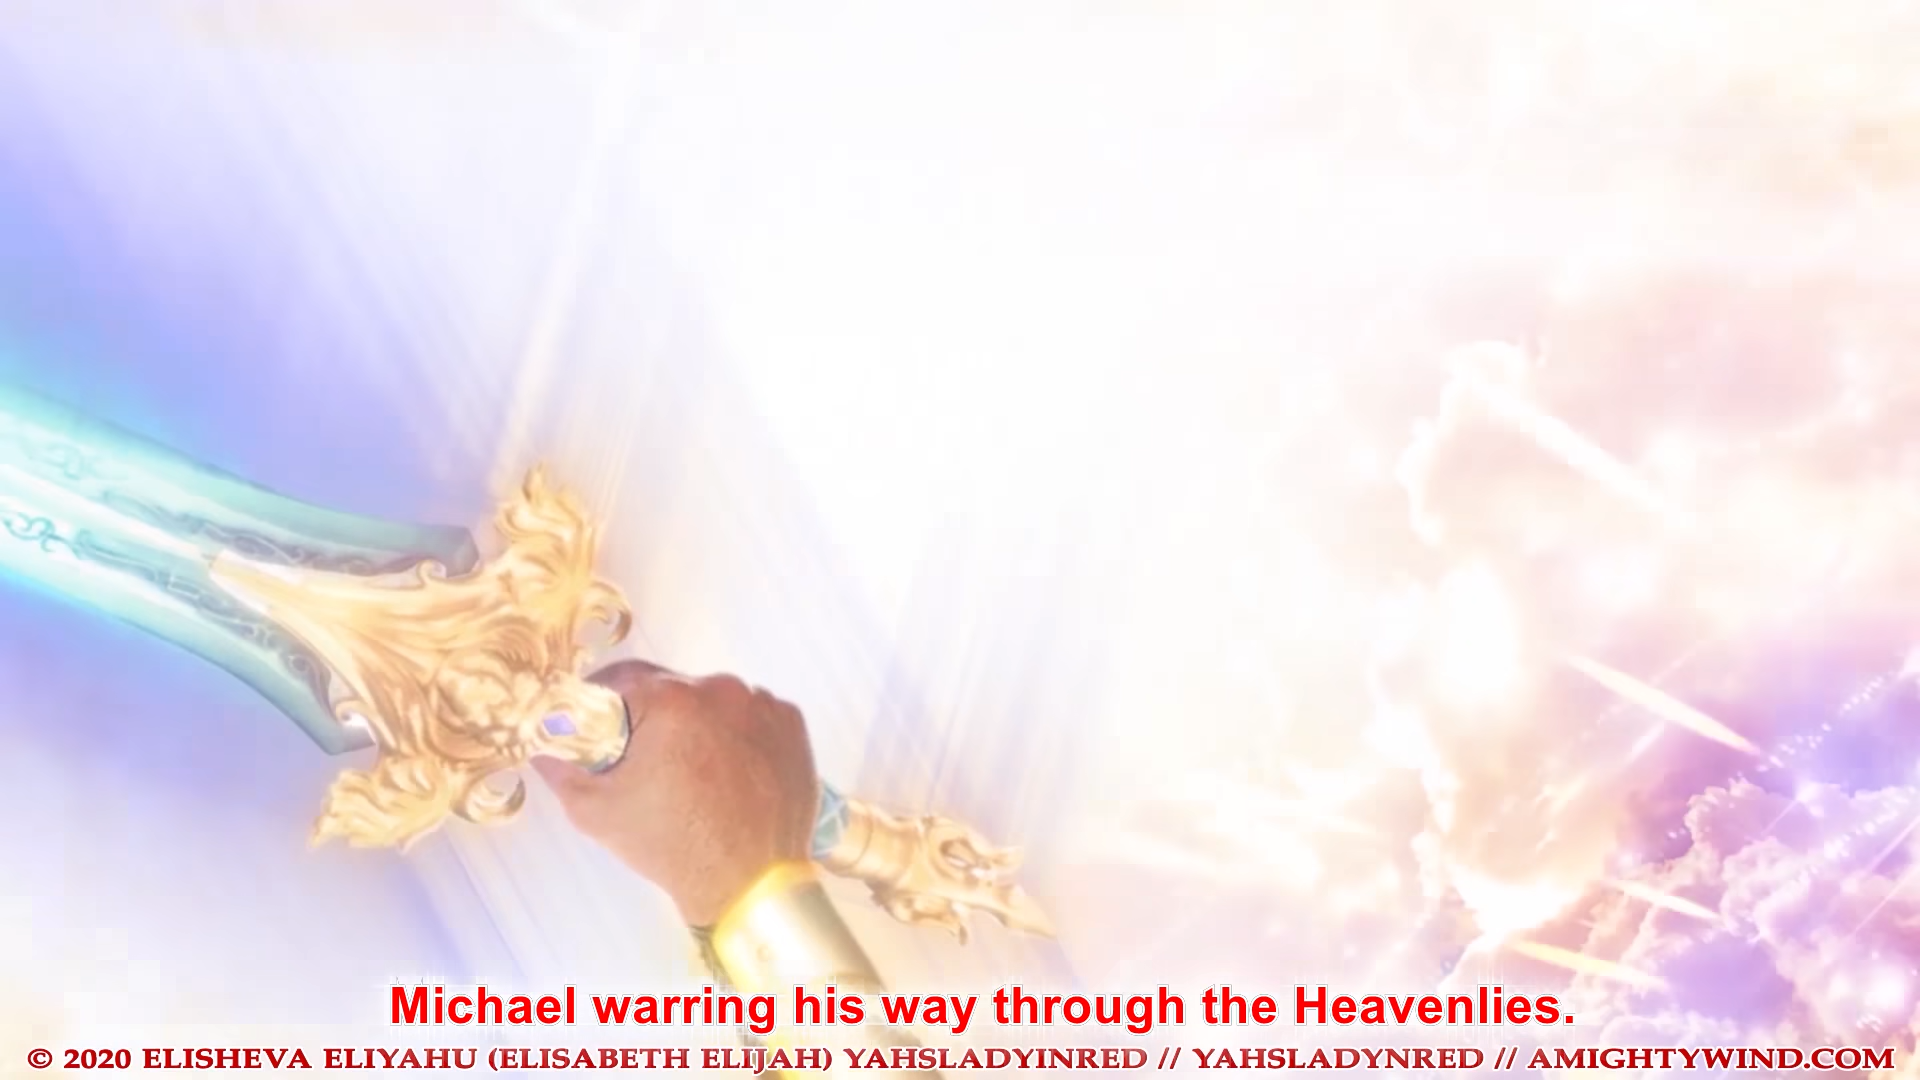 Michael warring his way through the Heavenlies.
© 2020 ELISHEVA ELIYAHU (ELISABETH ELIJAH) YAHSLADYINRED // YAHSLADYNRED // AMIGHTYWIND.COM